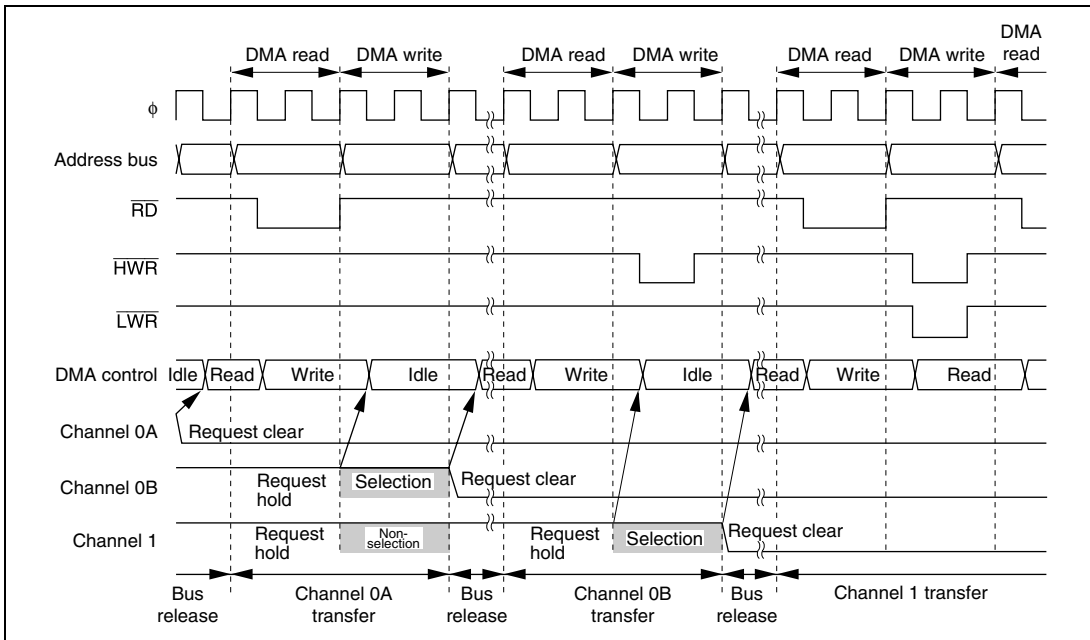 DMA read DMA write DMA read DMA write DMA read DMA write DMA read
φ
Address bus
RD
HWR
LWR
DMA control Idle Read Write Idle Read Write Idle Read Write Read
Channel 0A Request clear
Channel 0B Request hold Selection Request clear
Channel 1 Request hold Non-selection Request hold Selection Request clear
Bus release Channel 0A transfer Bus release Channel 0B transfer Bus release Channel 1 transfer